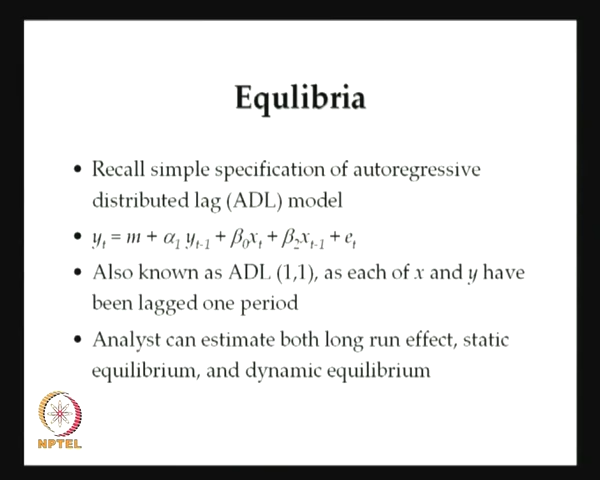 Equlibria
• Recall simple specification of autoregressive
distributed lag (ADL) model
• yₜ = m + α₁ yₜ₋₁ + β₀xₜ + β₂xₜ₋₁ + eₜ
• Also known as ADL (1,1), as each of x and y have
been lagged one period
• Analyst can estimate both long run effect, static
equilibrium, and dynamic equilibrium
NPTEL